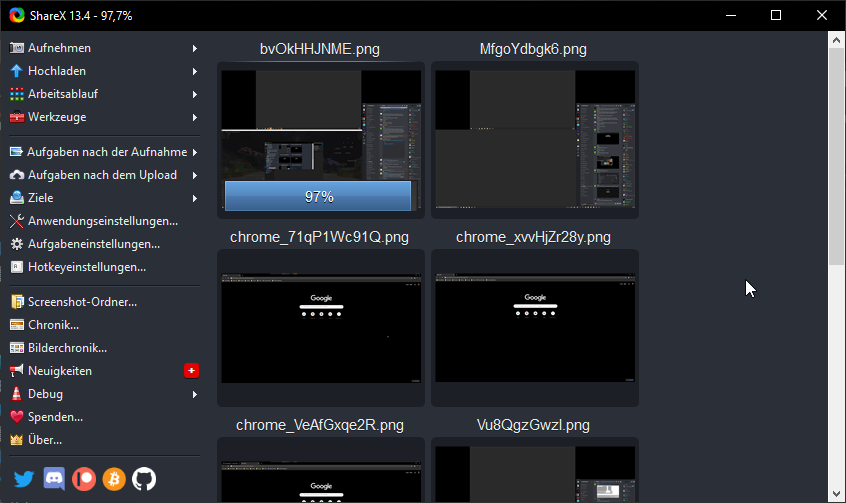 ShareX 13.4 - 97,7%
Aufnehmen
Hochladen
Arbeitsablauf
Werkzeuge
Aufgaben nach der Aufnahme
Aufgaben nach dem Upload
Ziele
Anwendungseinstellungen...
Aufgabeneinstellungen...
Hotkeyeinstellungen...
Screenshot-Ordner...
Chronik...
Bilderchronik...
Neuigkeiten
Debug
Spenden...
Über...
bvOkHHJNME.png
MfgoYdbgk6.png
97%
chrome_71qP1Wc91Q.png
chrome_xvvHjZr28y.png
Google
Google
chrome_VeAfGxqe2R.png
Vu8QgzGwzI.png
Google